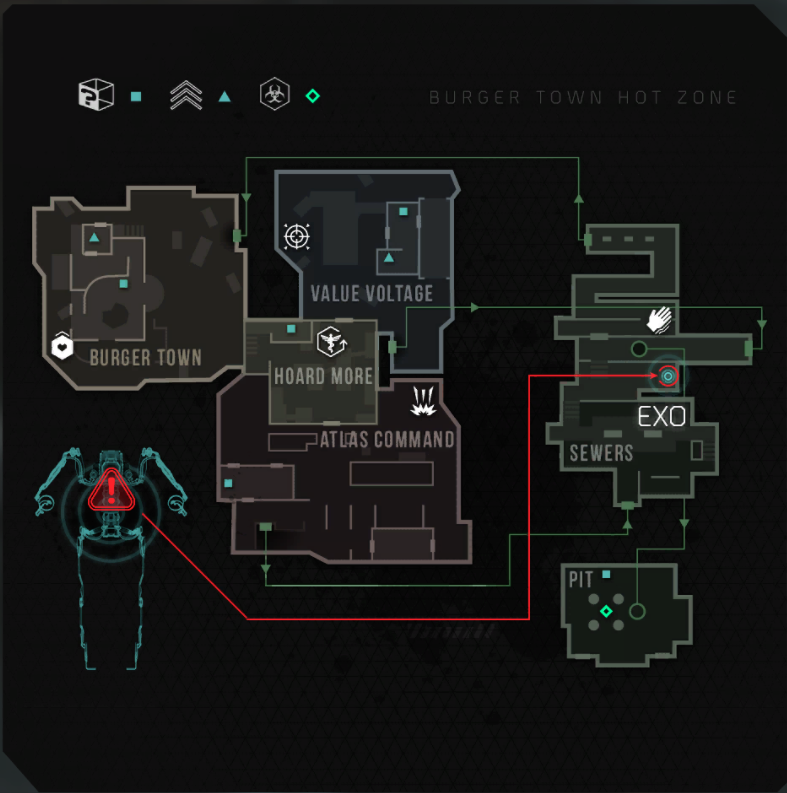 ?
BURGER TOWN HOT ZONE
VALUE VOLTAGE
BURGER TOWN
HOARD MORE
EXO
ATLAS COMMAND
SEWERS
!
PIT